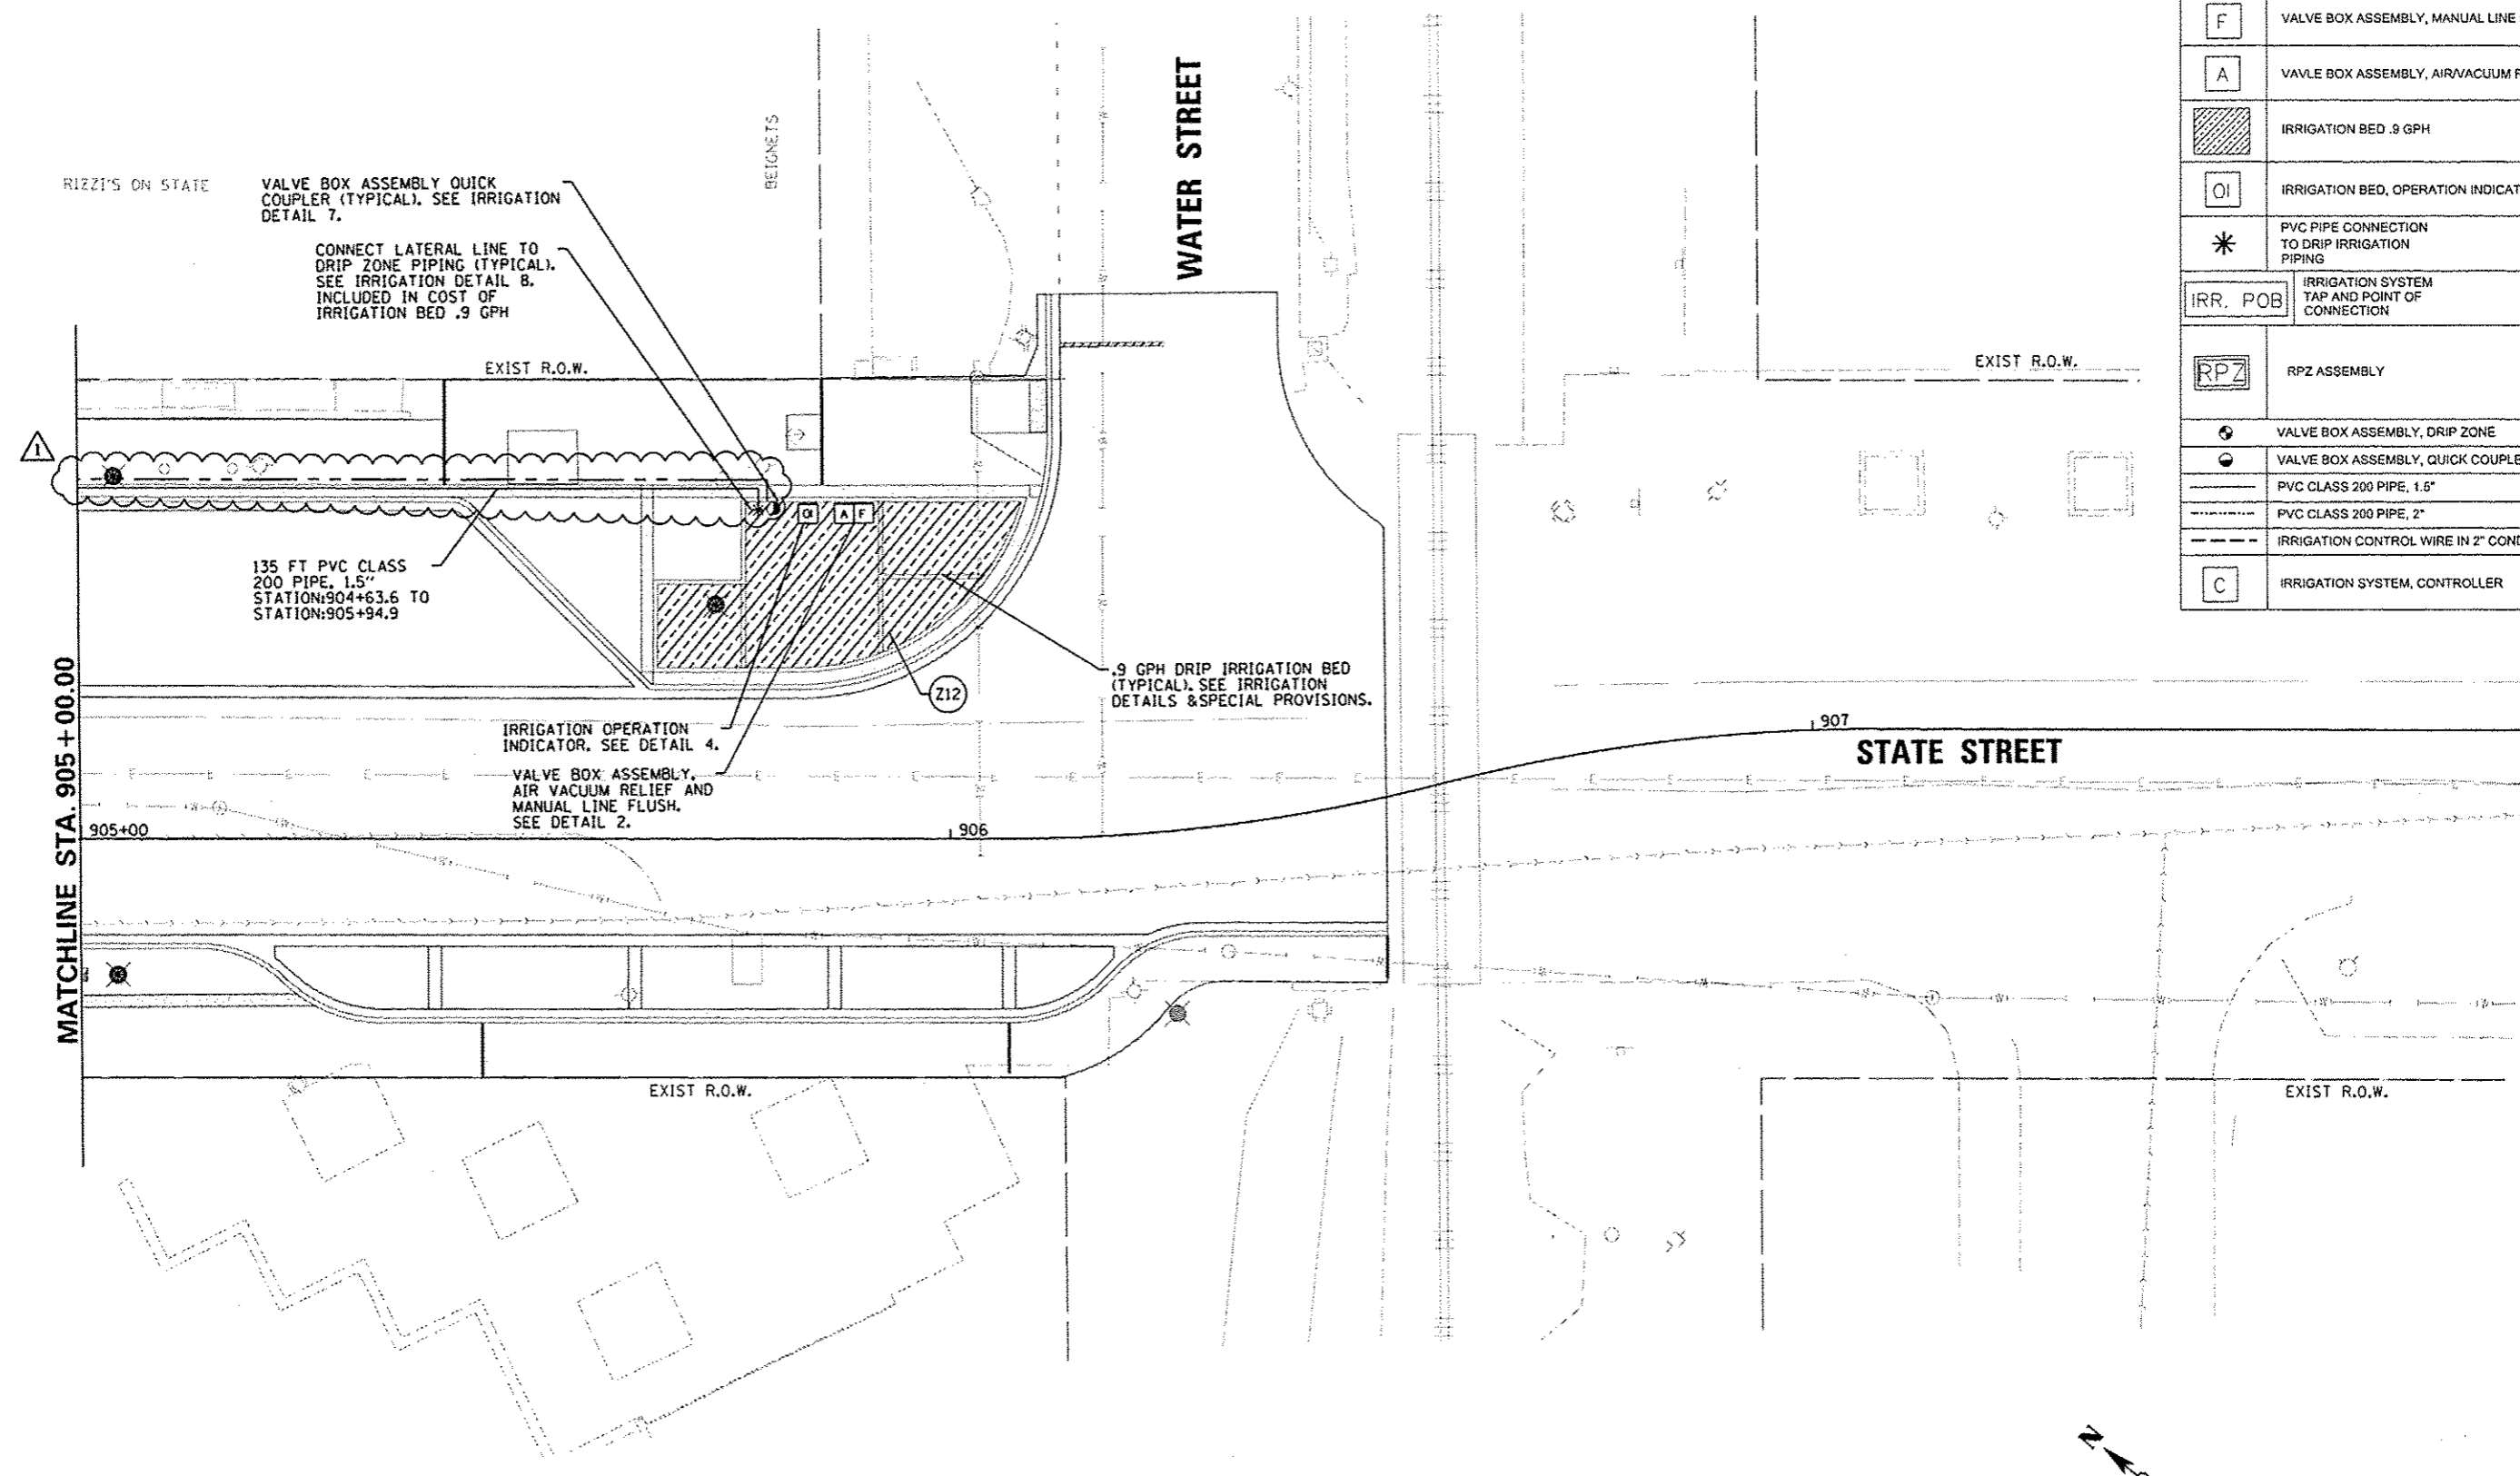 RIZZI'S ON STATE
VALVE BOX ASSEMBLY QUICK
COUPLER (TYPICAL). SEE IRRIGATION
DETAIL 7.
CONNECT LATERAL LINE TO
DRIP ZONE PIPING (TYPICAL).
SEE IRRIGATION DETAIL 8.
INCLUDED IN COST OF
IRRIGATION BED .9 GPH
BEIGNETS
WATER STREET
EXIST R.O.W.
EXIST R.O.W.
1
OI
A
F
135 FT PVC CLASS
200 PIPE, 1.5"
STATION:904+63.6 TO
STATION:905+94.9
.9 GPH DRIP IRRIGATION BED
(TYPICAL). SEE IRRIGATION
DETAILS &SPECIAL PROVISIONS.
Z12
IRRIGATION OPERATION
INDICATOR. SEE DETAIL 4.
VALVE BOX ASSEMBLY,
AIR VACUUM RELIEF AND
MANUAL LINE FLUSH.
SEE DETAIL 2.
MATCHLINE STA. 905+00.00
905+00
906
907
STATE STREET
EXIST R.O.W.
EXIST R.O.W.
N
F VALVE BOX ASSEMBLY, MANUAL LINE
A VAVLE BOX ASSEMBLY, AIR/VACUUM
IRRIGATION BED .9 GPH
OI IRRIGATION BED, OPERATION INDICAT
PVC PIPE CONNECTION
TO DRIP IRRIGATION
PIPING
IRR. POB IRRIGATION SYSTEM
TAP AND POINT OF
CONNECTION
RPZ RPZ ASSEMBLY
VALVE BOX ASSEMBLY, DRIP ZONE
VALVE BOX ASSEMBLY, QUICK COUPLE
PVC CLASS 200 PIPE, 1.5"
PVC CLASS 200 PIPE, 2"
IRRIGATION CONTROL WIRE IN 2" CON
C IRRIGATION SYSTEM, CONTROLLER